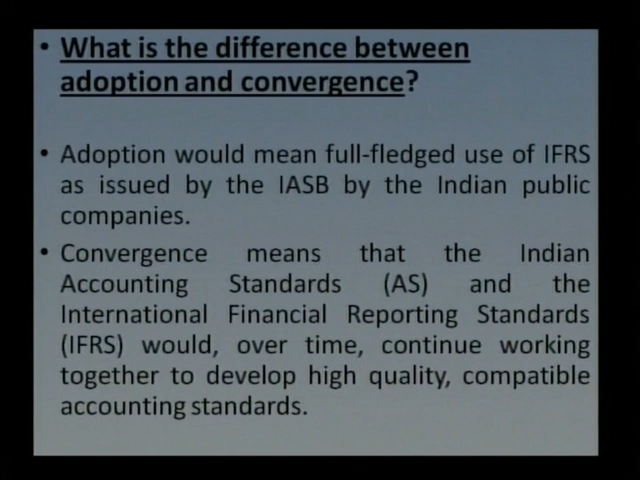 • What is the difference between
adoption and convergence?
• Adoption would mean full-fledged use of IFRS
as issued by the IASB by the Indian public
companies.
• Convergence means that the Indian
Accounting Standards (AS) and the
International Financial Reporting Standards
(IFRS) would, over time, continue working
together to develop high quality, compatible
accounting standards.